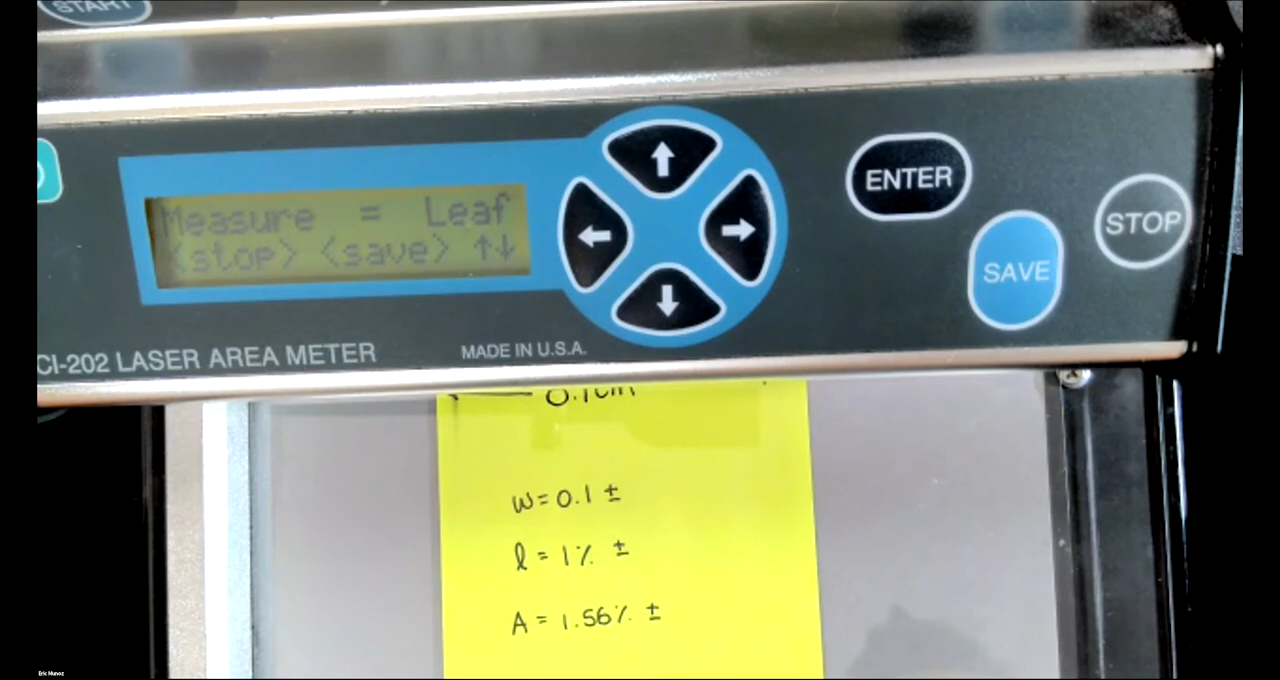 START
Measure = Leaf
<stop> <save> ↑↓
ENTER
SAVE
STOP
CI-202 LASER AREA METER
MADE IN U.S.A.
0.1cm
w = 0.1 ±
l = 1% ±
A = 1.56% ±
Eric Munoz